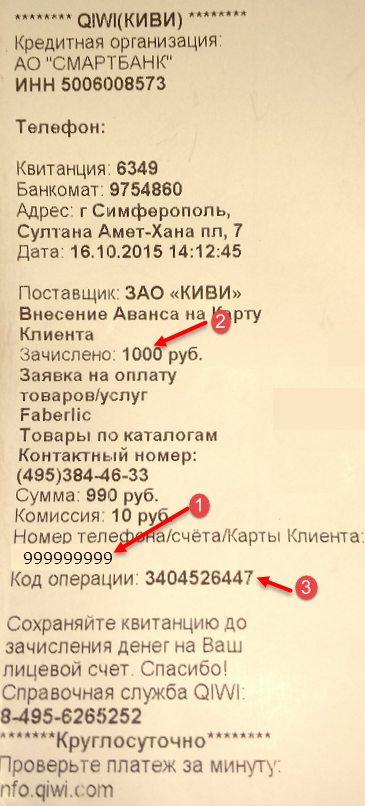 ******** QIWI(КИВИ) ********
Кредитная организация:
АО "СМАРТБАНК"
ИНН 5006008573
Телефон:
Квитанция: 6349
Банкомат: 9754860
Адрес: г Симферополь,
Султана Амет-Хана пл, 7
Дата: 16.10.2015 14:12:45
Поставщик: ЗАО «КИВИ»
Внесение Аванса на Карту
Клиента
2
Зачислено: 1000 руб.
Заявка на оплату
товаров/услуг
Faberlic
Товары по каталогам
Контактный номер:
(495)384-46-33
Сумма: 990 руб.
Комиссия: 10 руб.
1
Номер телефона/счёта/Карты Клиента:
999999999
Код операции: 3404526447
3
Сохраняйте квитанцию до
зачисления денег на Ваш
лицевой счет. Спасибо!
Справочная служба QIWI:
8-495-6265252
*******Круглосуточно********
Проверьте платеж за минуту:
nfo.qiwi.com